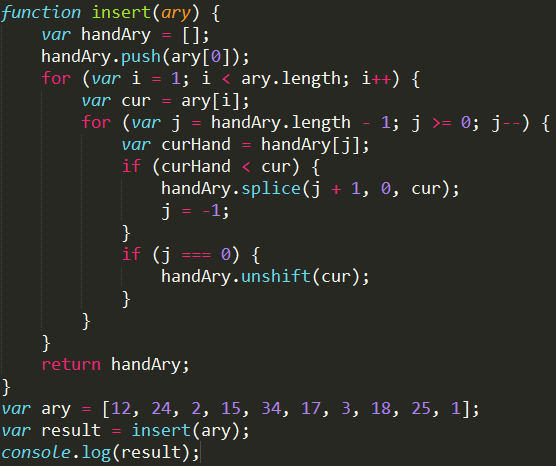 function insert(ary) {
    var handAry = [];
    handAry.push(ary[0]);
    for (var i = 1; i < ary.length; i++) {
        var cur = ary[i];
        for (var j = handAry.length - 1; j >= 0; j--) {
            var curHand = handAry[j];
            if (curHand < cur) {
                handAry.splice(j + 1, 0, cur);
                j = -1;
            }
            if (j === 0) {
                handAry.unshift(cur);
            }
        }
    }
    return handAry;
}
var ary = [12, 24, 2, 15, 34, 17, 3, 18, 25, 1];
var result = insert(ary);
console.log(result);